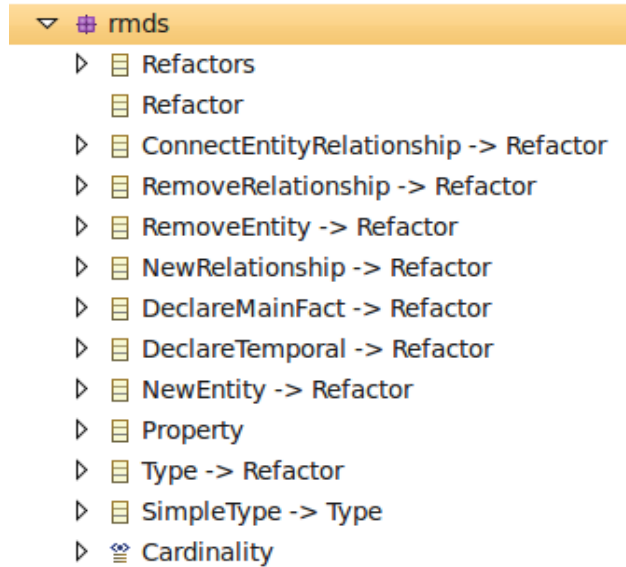 rmds
Refactors
Refactor
ConnectEntityRelationship -> Refactor
RemoveRelationship -> Refactor
RemoveEntity -> Refactor
NewRelationship -> Refactor
DeclareMainFact -> Refactor
DeclareTemporal -> Refactor
NewEntity -> Refactor
Property
Type -> Refactor
SimpleType -> Type
Cardinality